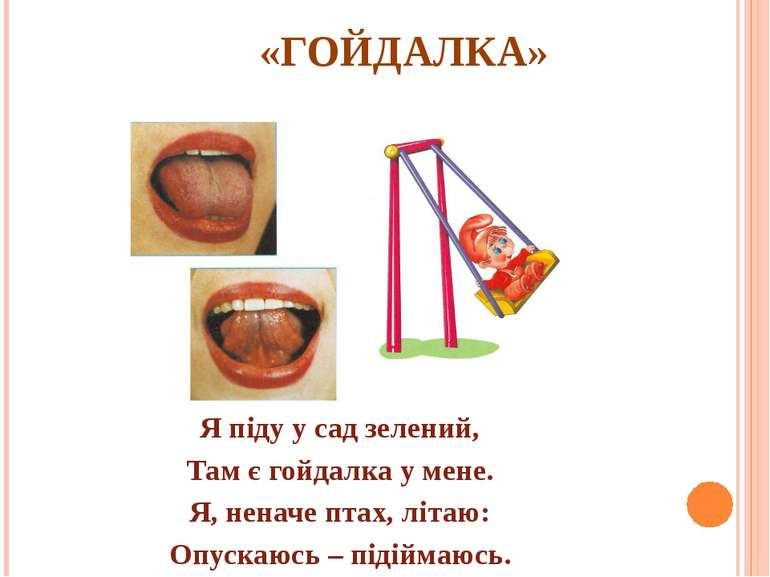 «ГОЙДАЛКА»
Я піду у сад зелений,
Там є гойдалка у мене.
Я, неначе птах, літаю:
Опускаюсь – підіймаюсь.